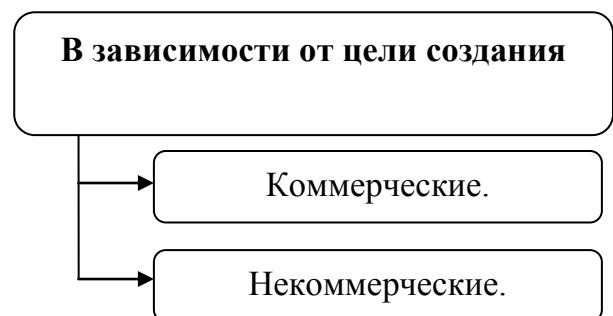 В зависимости от цели создания
Коммерческие.
Некоммерческие.